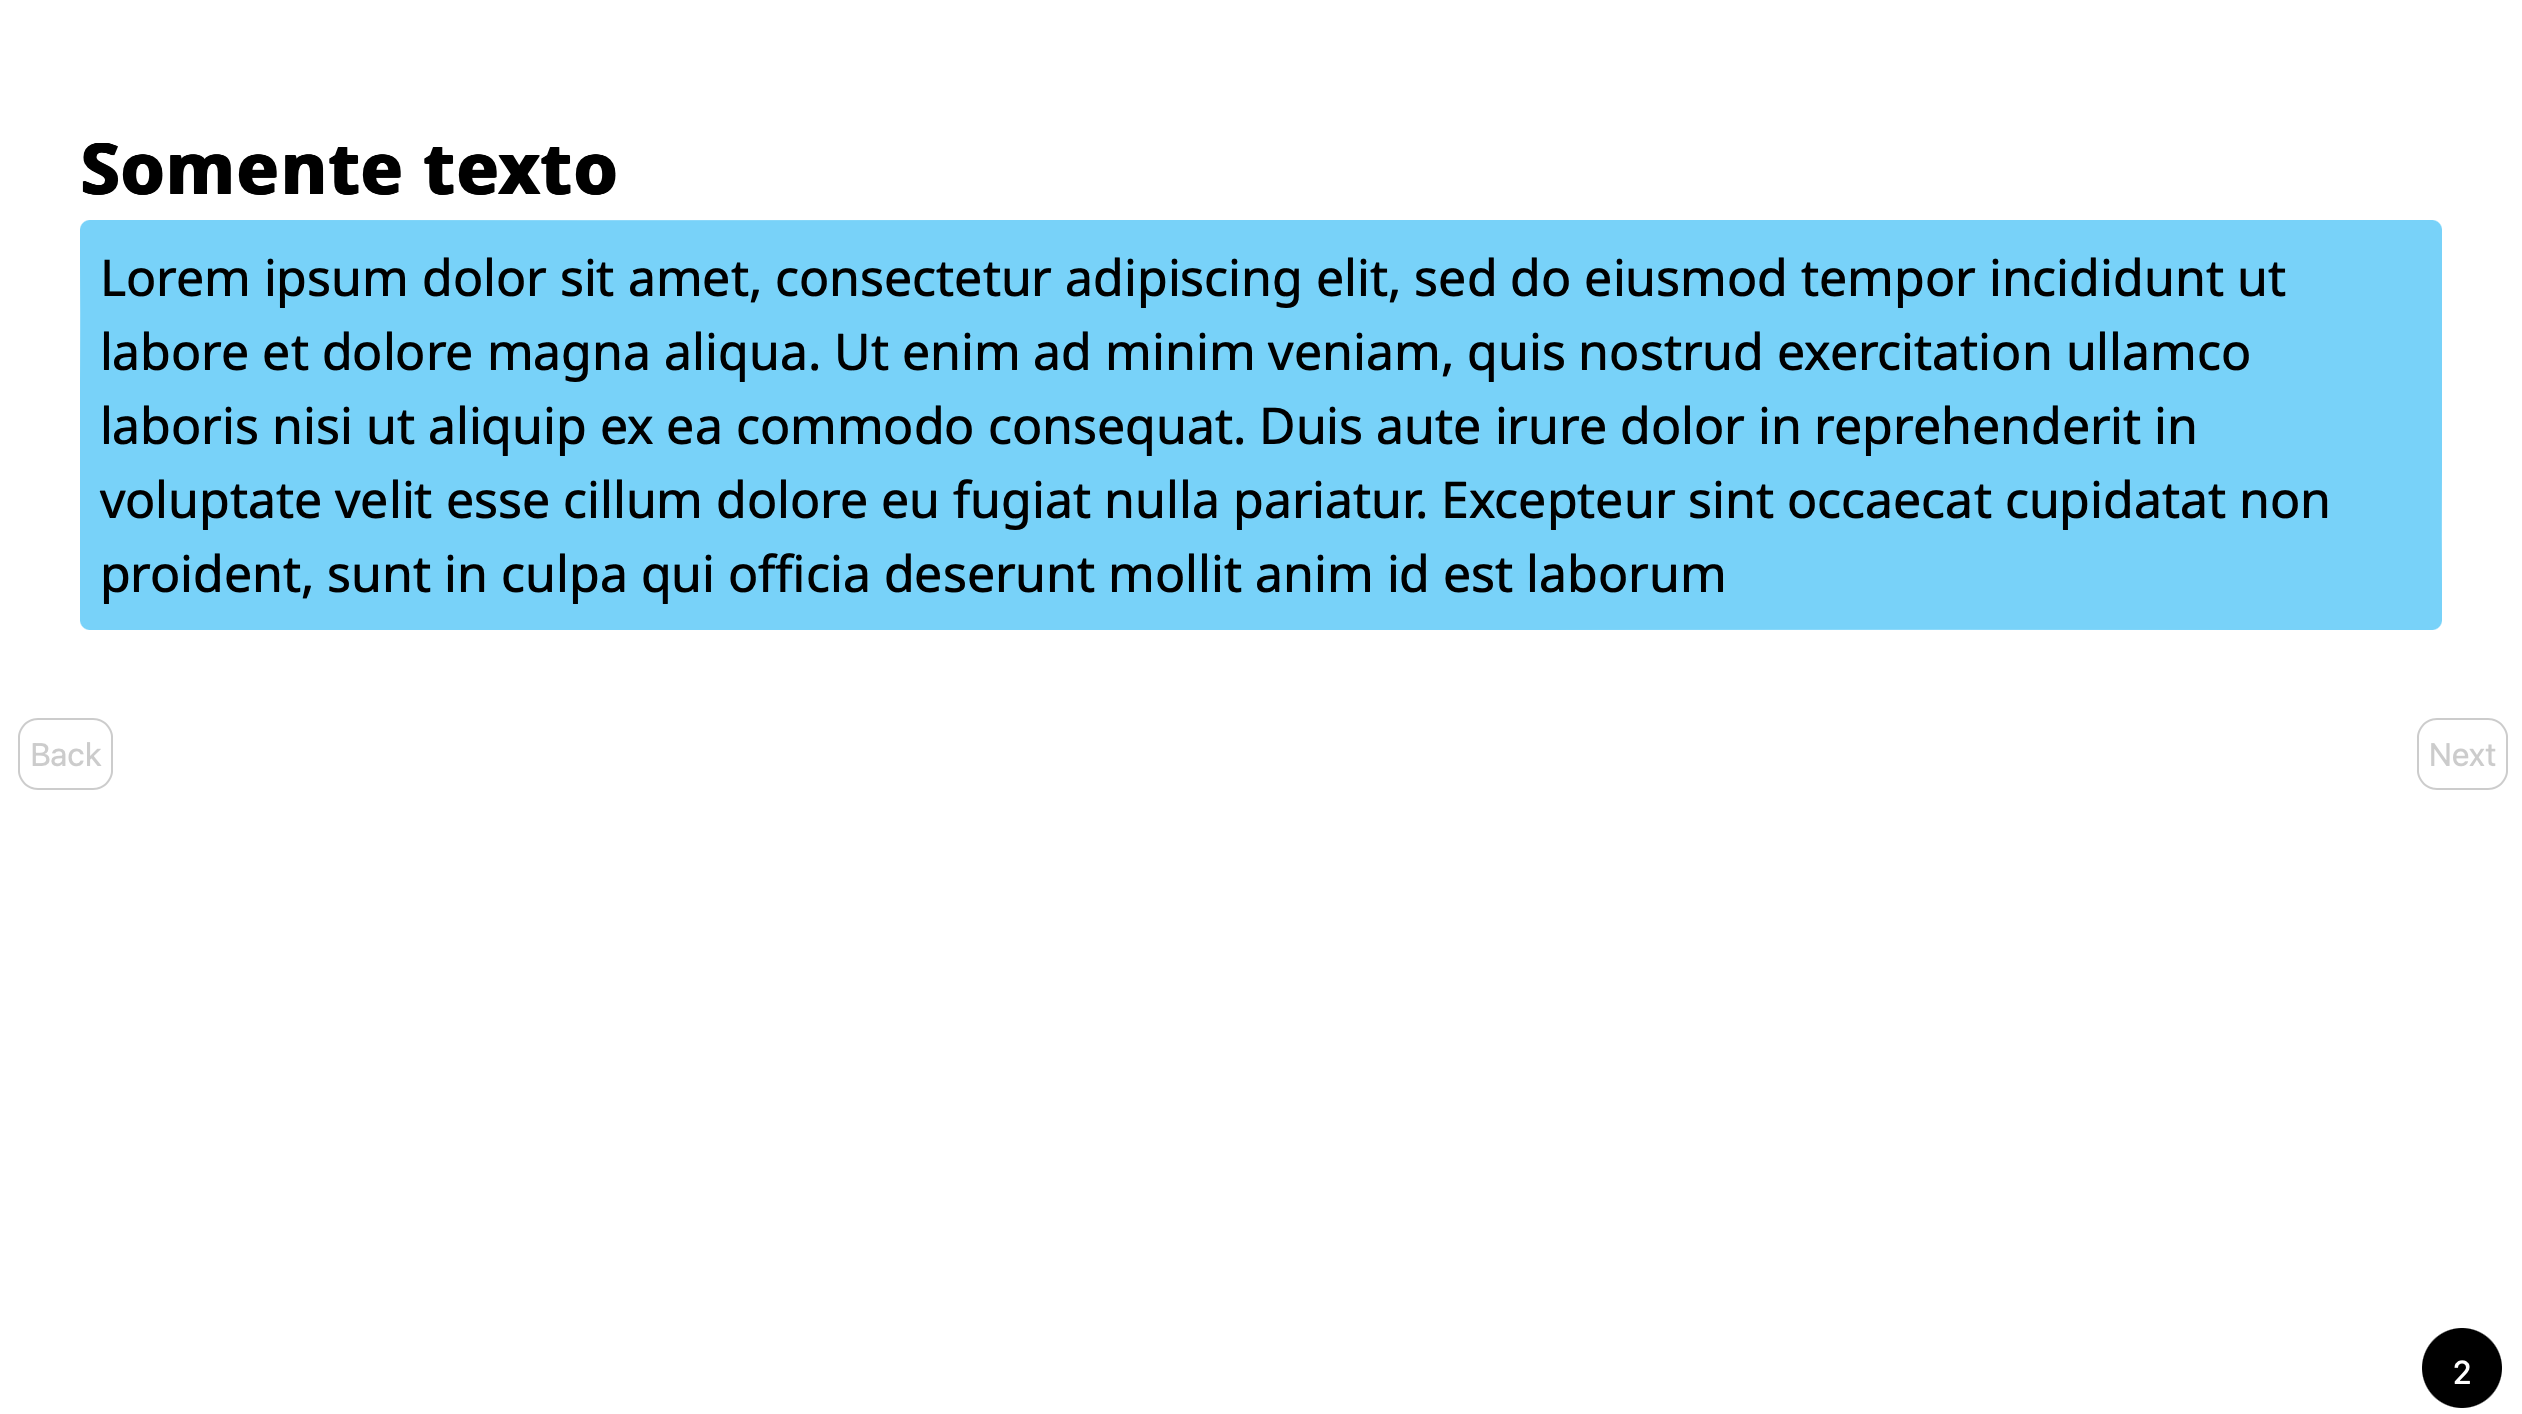 Somente texto
Lorem ipsum dolor sit amet, consectetur adipiscing elit, sed do eiusmod tempor incididunt ut
labore et dolore magna aliqua. Ut enim ad minim veniam, quis nostrud exercitation ullamco
laboris nisi ut aliquip ex ea commodo consequat. Duis aute irure dolor in reprehenderit in
voluptate velit esse cillum dolore eu fugiat nulla pariatur. Excepteur sint occaecat cupidatat non
proident, sunt in culpa qui officia deserunt mollit anim id est laborum
Back
Next
2